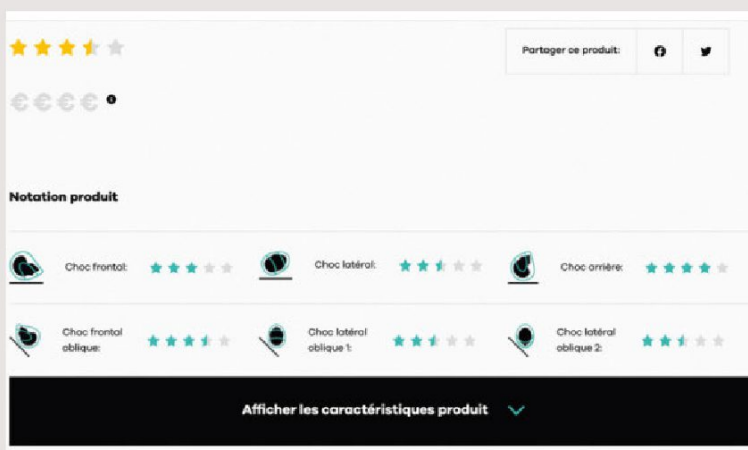 Partager ce produit:
€€€€
Notation produit
Choc frontal:
Choc latéral:
Choc arrière:
Choc frontal
oblique:
Choc latéral
oblique 1:
Choc latéral
oblique 2:
Afficher les caractéristiques produit